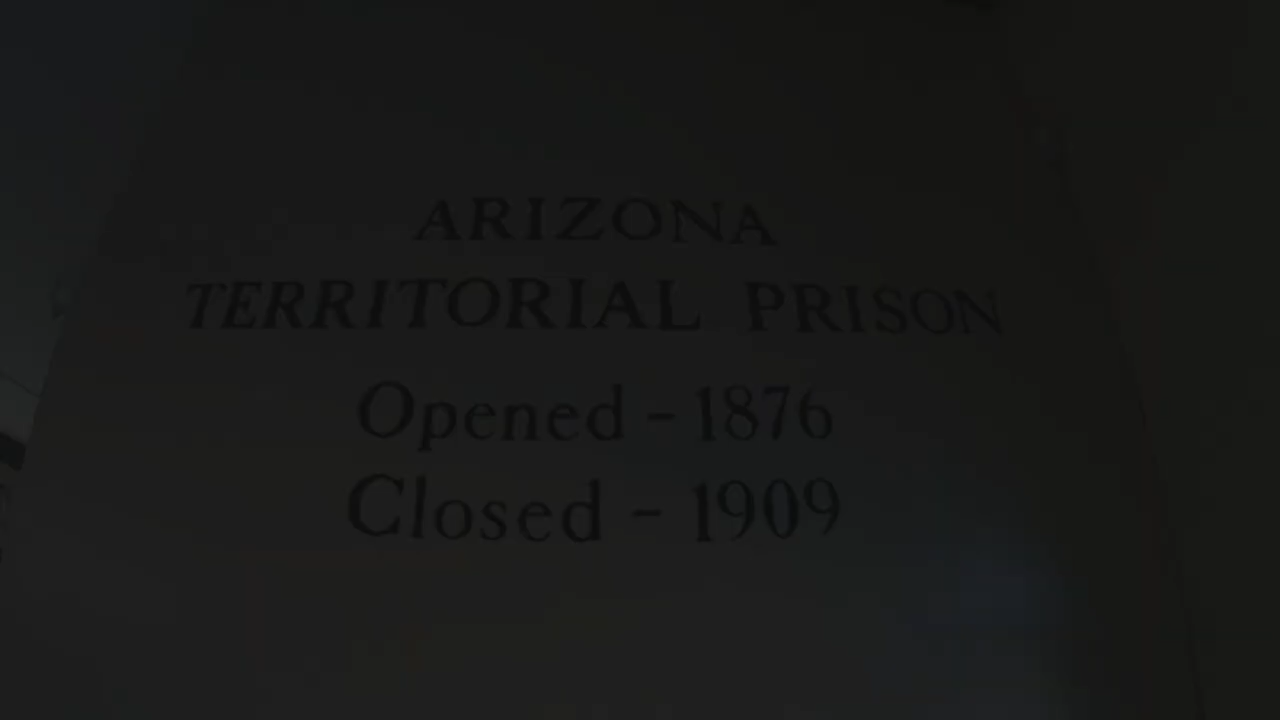 ARIZONA
TERRITORIAL PRISON
Opened - 1876
Closed - 1909